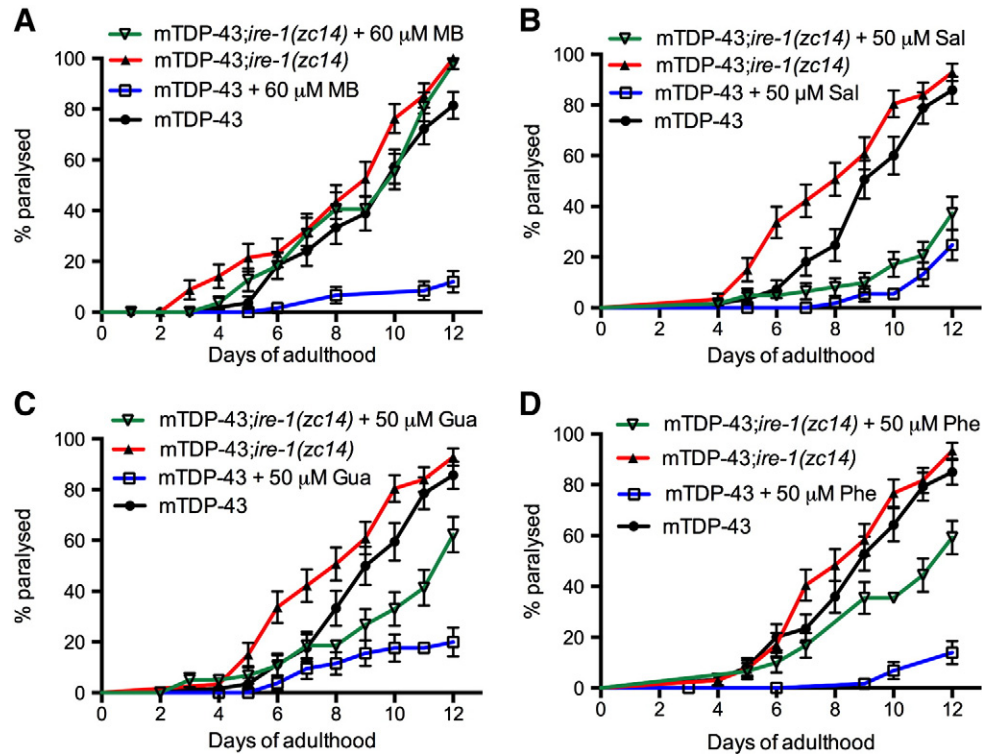 A
mTDP-43;ire-1(zc14) + 60 µM MB
mTDP-43;ire-1(zc14)
mTDP-43 + 60 µM MB
mTDP-43
% paralysed
100
80
60
40
20
0
0 2 4 6 8 10 12
Days of adulthood
B
mTDP-43;ire-1(zc14) + 50 µM Sal
mTDP-43;ire-1(zc14)
mTDP-43 + 50 µM Sal
mTDP-43
% paralysed
100
80
60
40
20
0
0 2 4 6 8 10 12
Days of adulthood
C
mTDP-43;ire-1(zc14) + 50 µM Gua
mTDP-43;ire-1(zc14)
mTDP-43 + 50 µM Gua
mTDP-43
% paralysed
100
80
60
40
20
0
0 2 4 6 8 10 12
Days of adulthood
D
mTDP-43;ire-1(zc14) + 50 µM Phe
mTDP-43;ire-1(zc14)
mTDP-43 + 50 µM Phe
mTDP-43
% paralysed
100
80
60
40
20
0
0 2 4 6 8 10 12
Days of adulthood